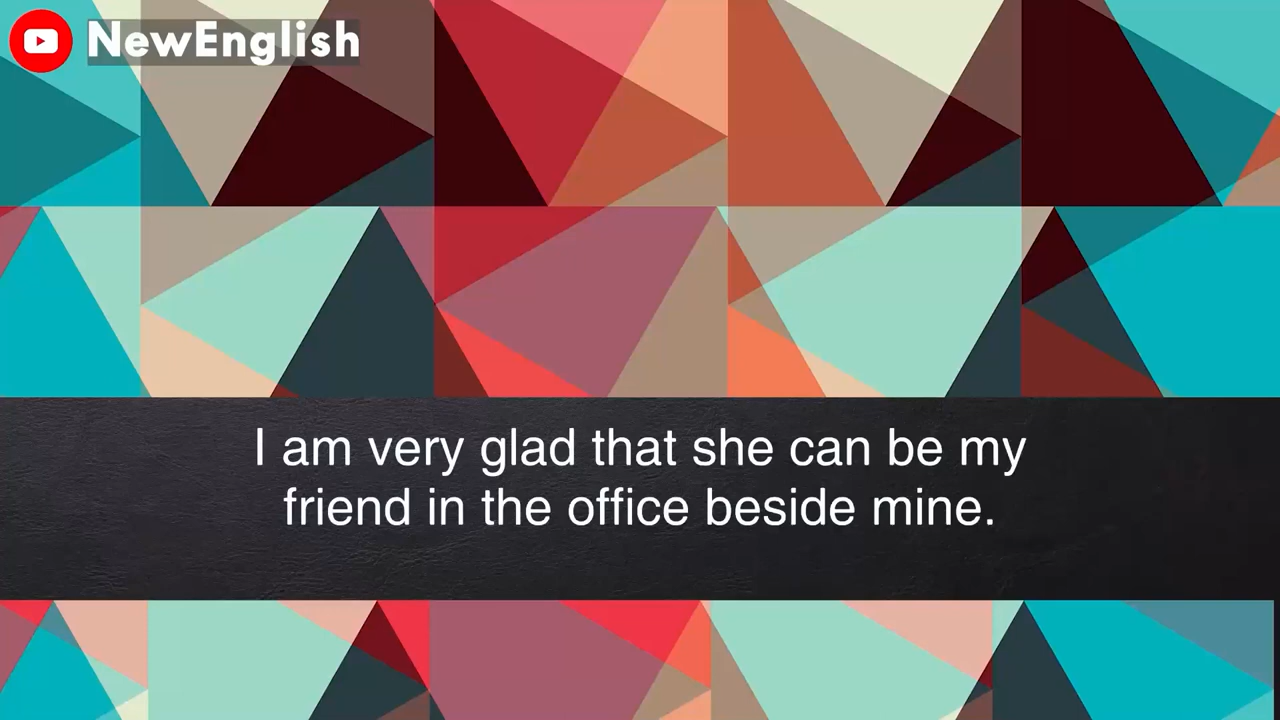 NewEnglish
I am very glad that she can be my
friend in the office beside mine.